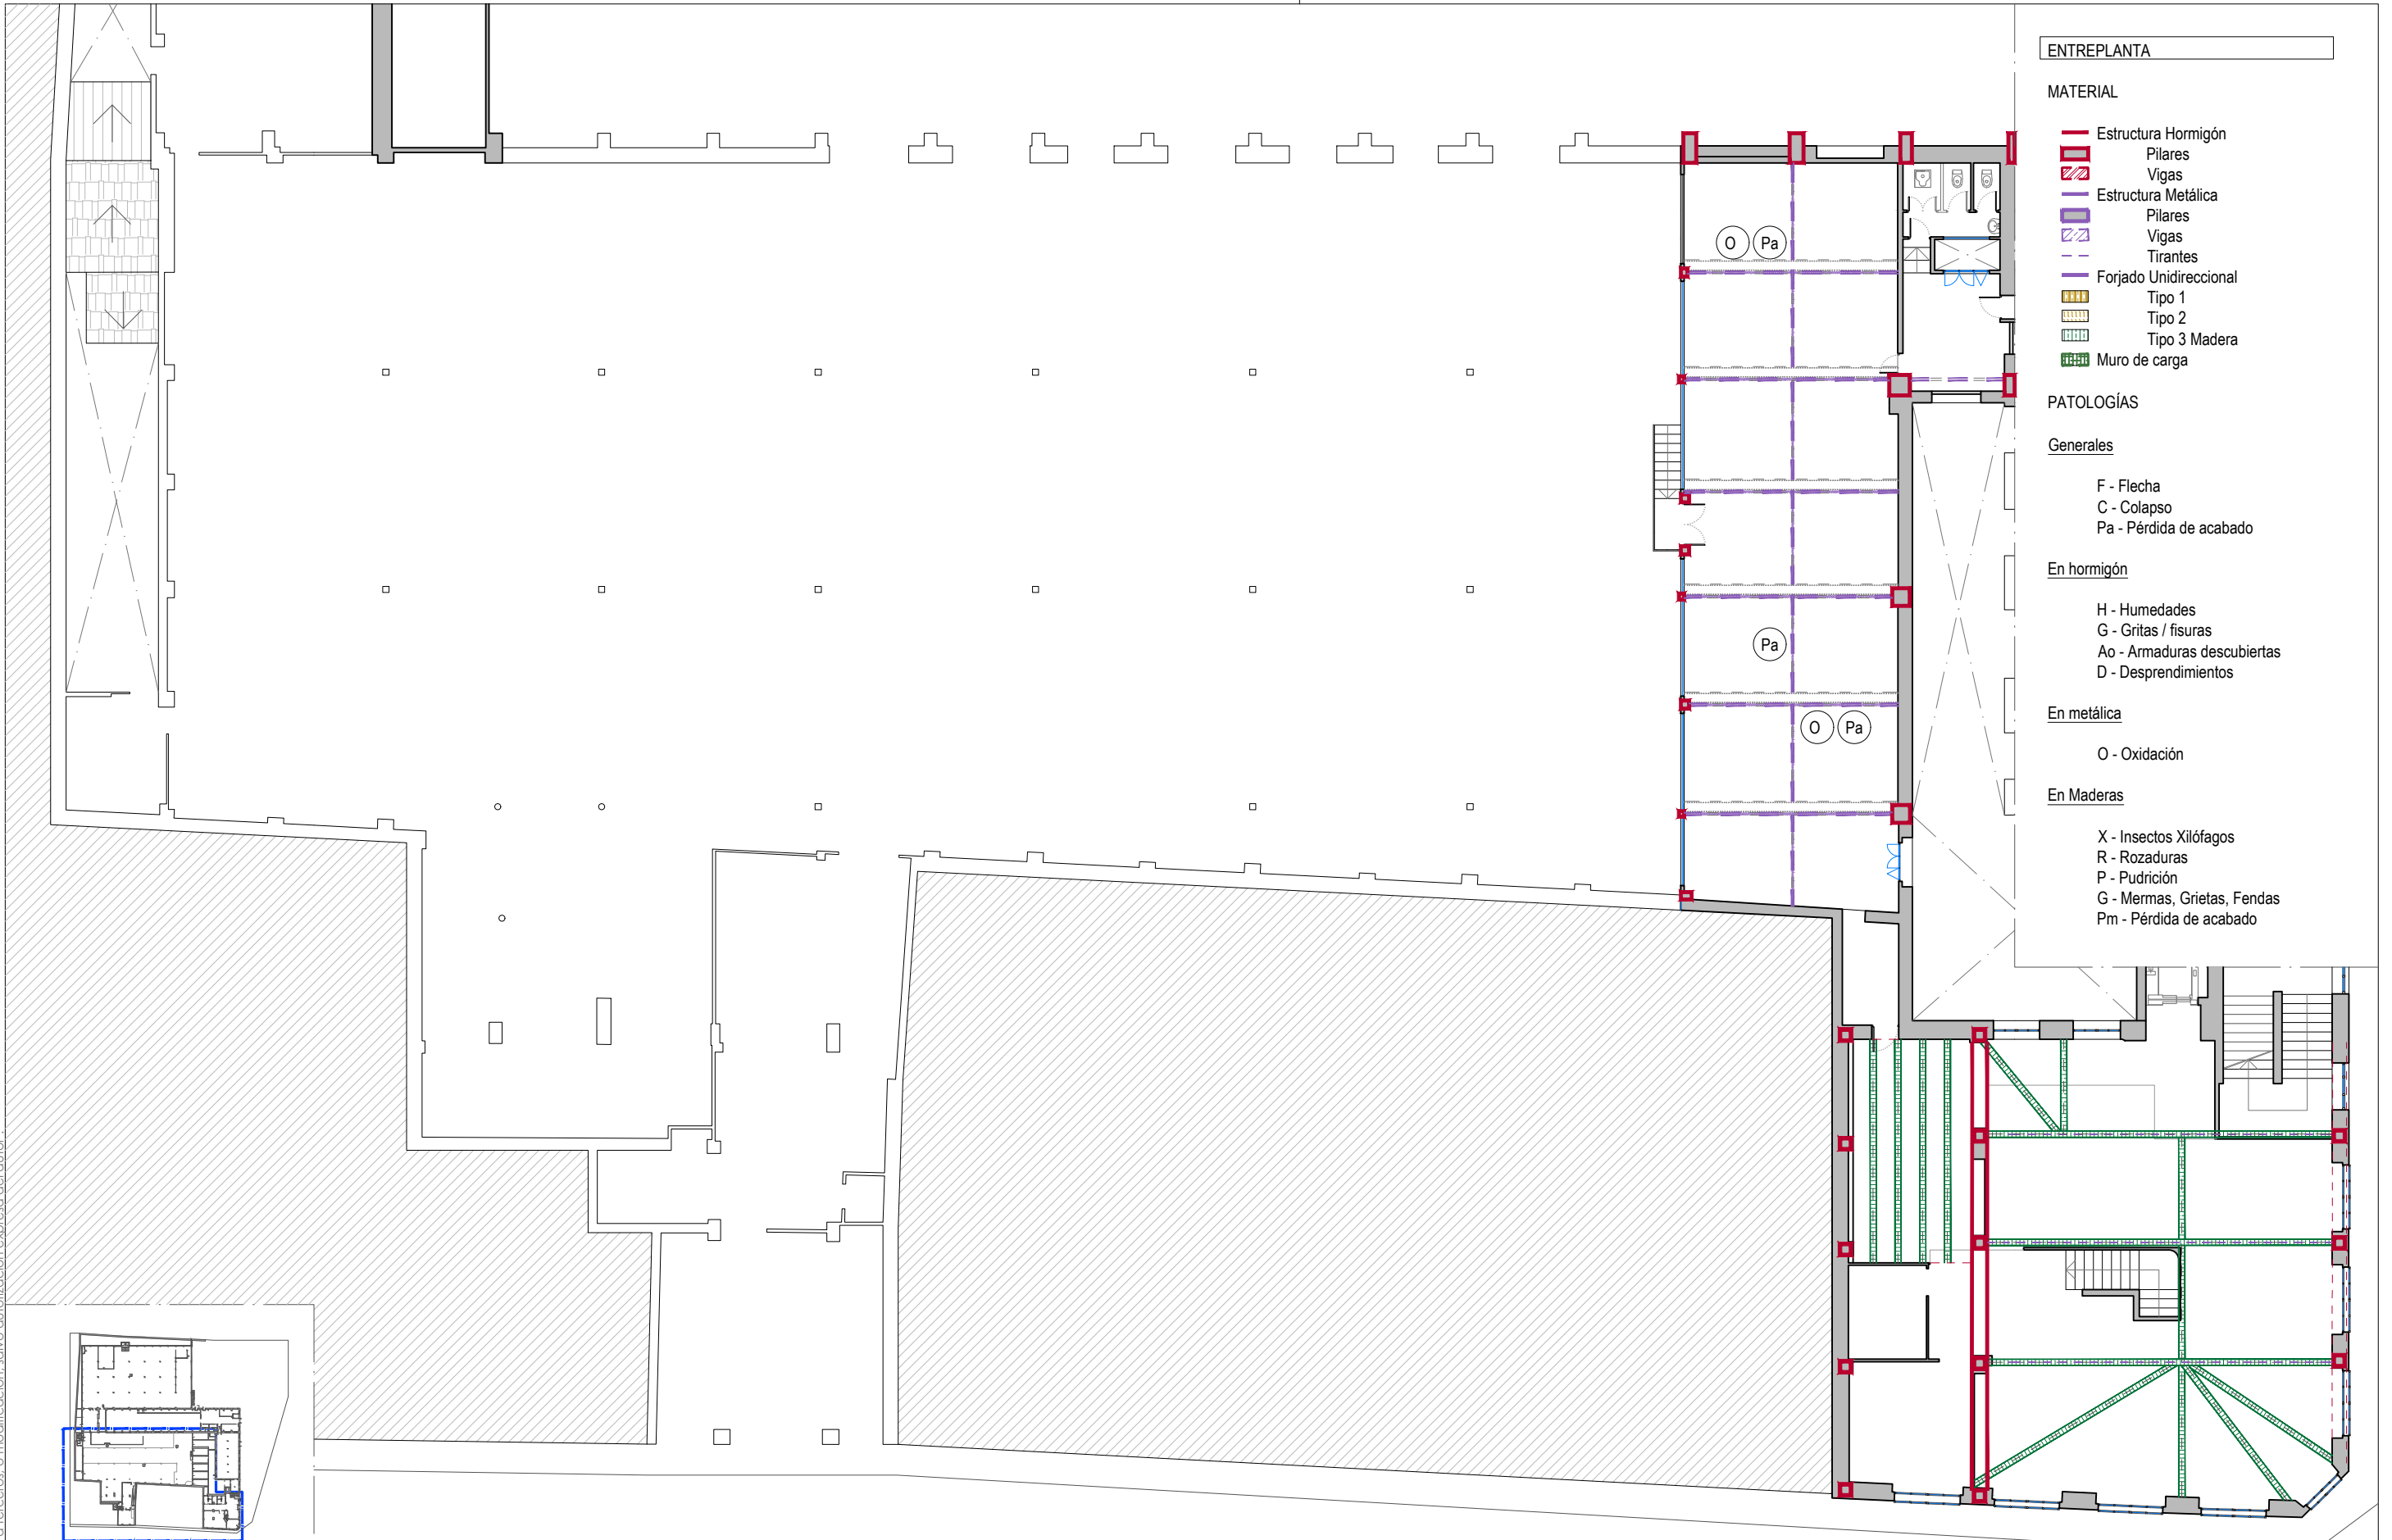 ENTREPLANTA
MATERIAL
Estructura Hormigón
Pilares
Vigas
Estructura Metálica
Pilares
Vigas
Tirantes
Forjado Unidireccional
Tipo 1
Tipo 2
Tipo 3 Madera
Muro de carga
PATOLOGÍAS
Generales
F - Flecha
C - Colapso
Pa - Pérdida de acabado
En hormigón
H - Humedades
G - Gritas / fisuras
Ao - Armaduras descubiertas
D - Desprendimientos
En metálica
O - Oxidación
En Maderas
X - Insectos Xilófagos
R - Rozaduras
P - Pudrición
G - Mermas, Grietas, Fendas
Pm - Pérdida de acabado
O Pa
Pa
O Pa